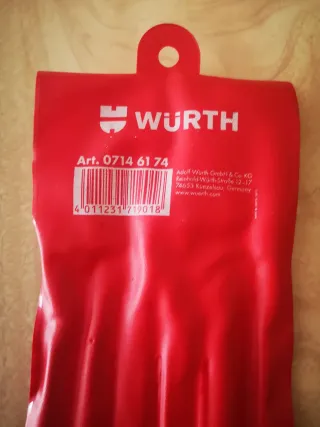 WÜRTH
Art. 0714 61 74
Adolf Würth GmbH & Co. KG
Reinhold-Würth-Straße 12-17
74653 Künzelsau, Germany
www.wuerth.com
4 011231 719018